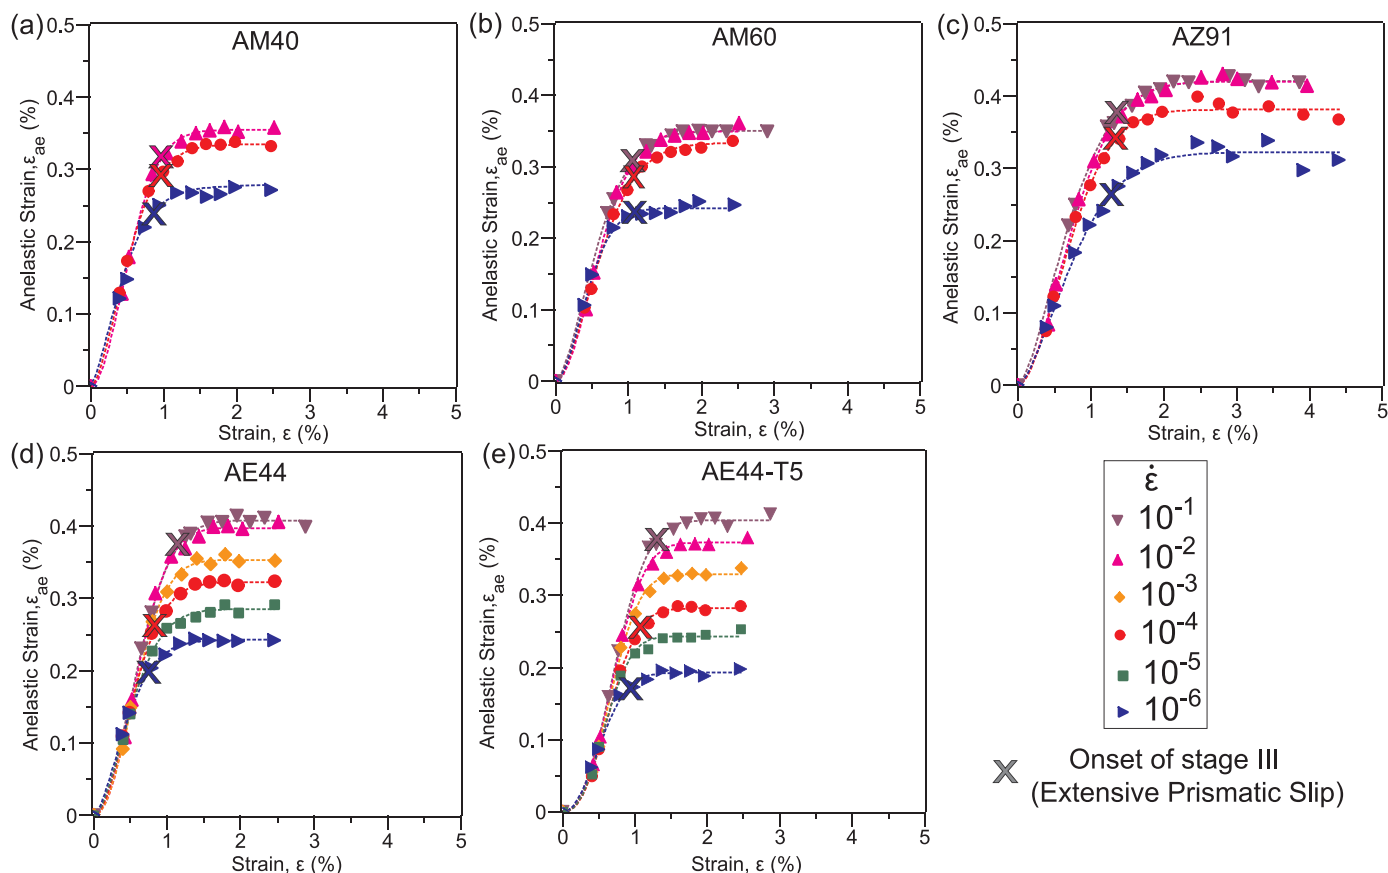 (a)
AM40
0.5
0.4
0.3
0.2
0.1
0
Anelastic Strain,εae (%)
0 1 2 3 4 5
Strain, ε (%)
(b)
AM60
0.5
0.4
0.3
0.2
0.1
0
Anelastic Strain,εae (%)
0 1 2 3 4 5
Strain, ε (%)
(c)
AZ91
0.5
0.4
0.3
0.2
0.1
0
Anelastic Strain,εae (%)
0 1 2 3 4 5
Strain, ε (%)
(d)
AE44
0.5
0.4
0.3
0.2
0.1
0
Anelastic Strain,εae (%)
0 1 2 3 4 5
Strain, ε (%)
(e)
AE44-T5
0.5
0.4
0.3
0.2
0.1
0
Anelastic Strain,εae (%)
0 1 2 3 4 5
Strain, ε (%)
ε̇
10⁻¹
10⁻²
10⁻³
10⁻⁴
10⁻⁵
10⁻⁶
Onset of stage III
(Extensive Prismatic Slip)